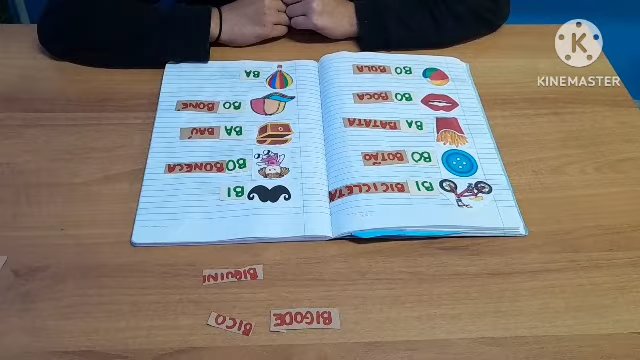 BIGODE
BICO
BIQUINI
BI BICICLETA
BO BOTÃO
BA BATATA
BO BOCA
BO BOLA
BI
BO BONECA
BA BAÚ
BO BONE
BA
KINEMASTER